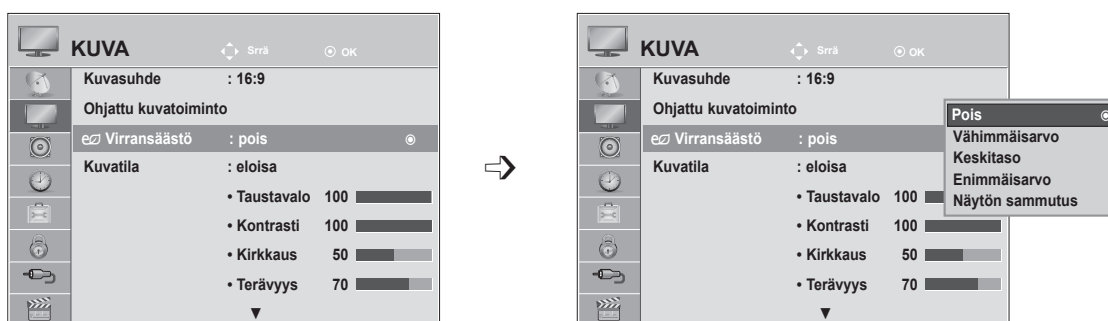 KUVA Srrä OK
Kuvasuhde : 16:9
Ohjattu kuvatoiminto
e Virransäästö : pois
Kuvatila : eloisa
• Taustavalo 100
• Kontrasti 100
• Kirkkaus 50
• Terävyys 70
KUVA Srrä OK
Kuvasuhde : 16:9
Ohjattu kuvatoiminto
e Virransäästö : pois
Kuvatila : eloisa
• Taustavalo 100
• Kontrasti 100
• Kirkkaus 50
• Terävyys 70
Pois
Vähimmäisarvo
Keskitaso
Enimmäisarvo
Näytön sammutus